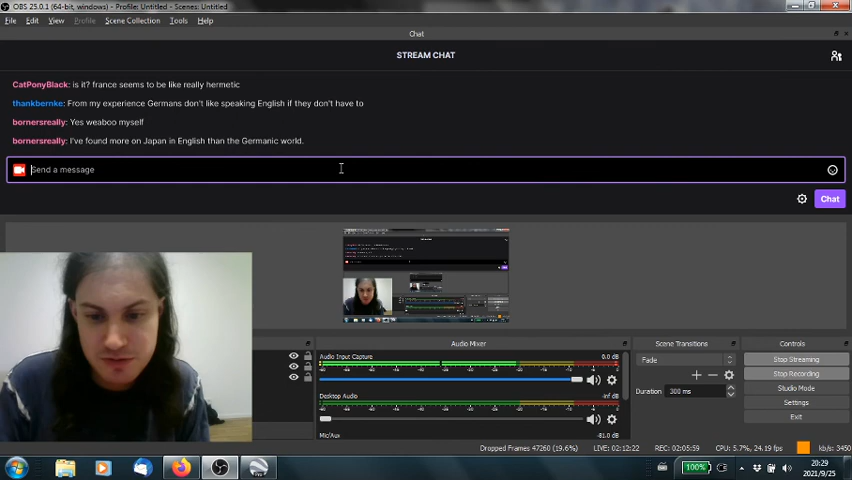 OBS 25.0.1 (64-bit, windows) - Profile: Untitled - Scenes: Untitled
File Edit View Profile Scene Collection Tools Help
Chat
STREAM CHAT
CatPonyBlack: is it? france seems to be like really hermetic
thankbernke: From my experience Germans don't like speaking English if they don't have to
bornersreally: Yes weaboo myself
bornersreally: I've found more on Japan in English than the Germanic world.
Send a message
Chat
Audio Mixer
Scene Transitions
Controls
Audio Input Capture 0.0 dB
Fade
Stop Streaming
Stop Recording
Duration 300 ms
Studio Mode
Desktop Audio -inf dB
Settings
Exit
Mic/Aux -81.0 dB
Dropped Frames 47260 (19.6%) LIVE: 02:12:22 REC: 02:05:59 CPU: 5.7%, 24.19 fps kb/s: 3450
100%
20:29
2021/9/25